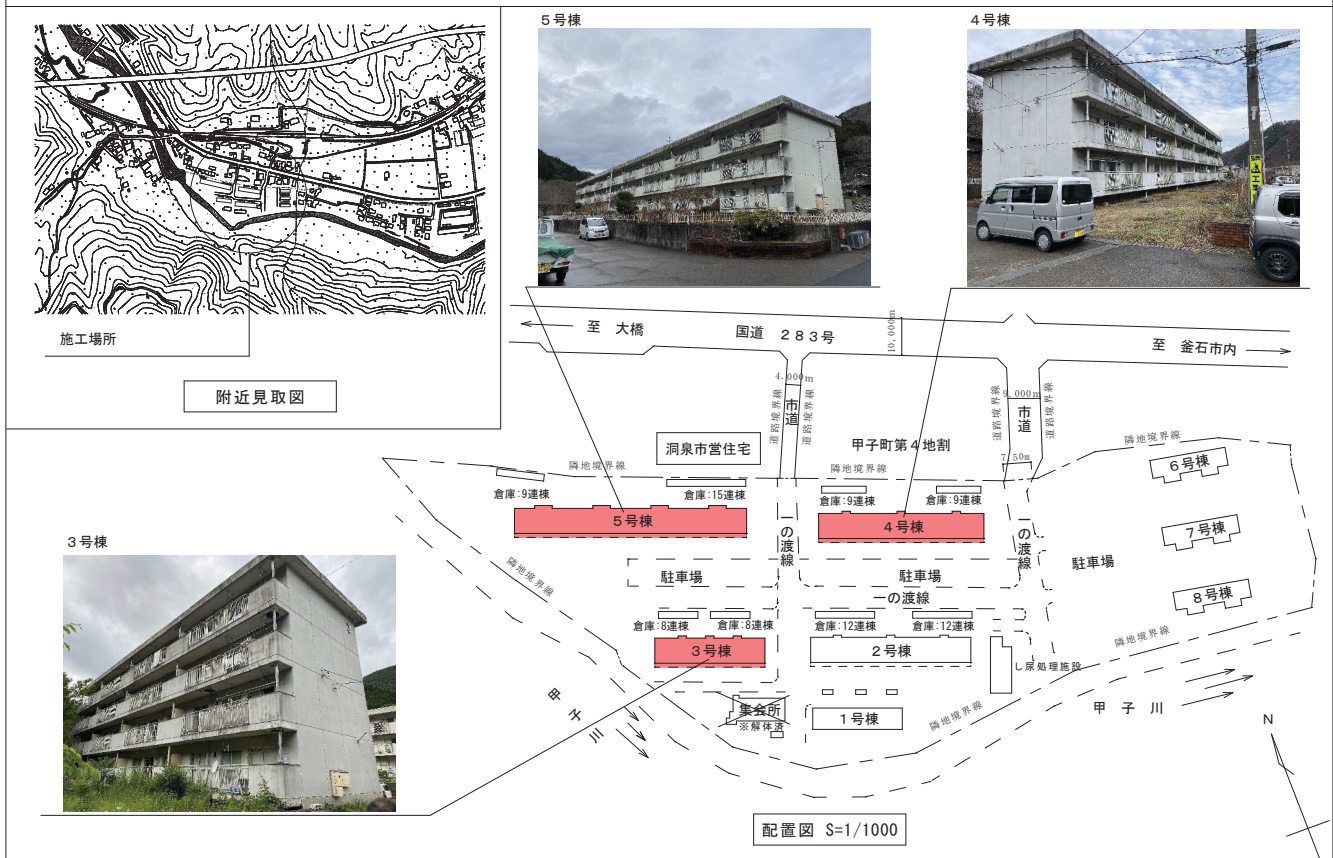 5号棟
4号棟
施工場所
附近見取図
至 大橋
国道 283号
10,000m
至 釜石市内
4.000m
9.000m
道路境界線
市道
道路境界線
道路境界線
市道
道路境界線
7.50m
洞泉市営住宅
甲子町第4地割
隣地境界線
隣地境界線
隣地境界線
6号棟
倉庫:9連棟
倉庫:15連棟
倉庫:9連棟
倉庫:9連棟
5号棟
4号棟
一の渡線
一の渡線
7号棟
3号棟
隣地境界線
駐車場
駐車場
駐車場
一の渡線
8号棟
倉庫:8連棟
倉庫:8連棟
倉庫:12連棟
倉庫:12連棟
隣地境界線
3号棟
2号棟
し尿処理施設
甲子川
集会所
※解体済
1号棟
隣地境界線
甲子川
N
配置図 S=1/1000